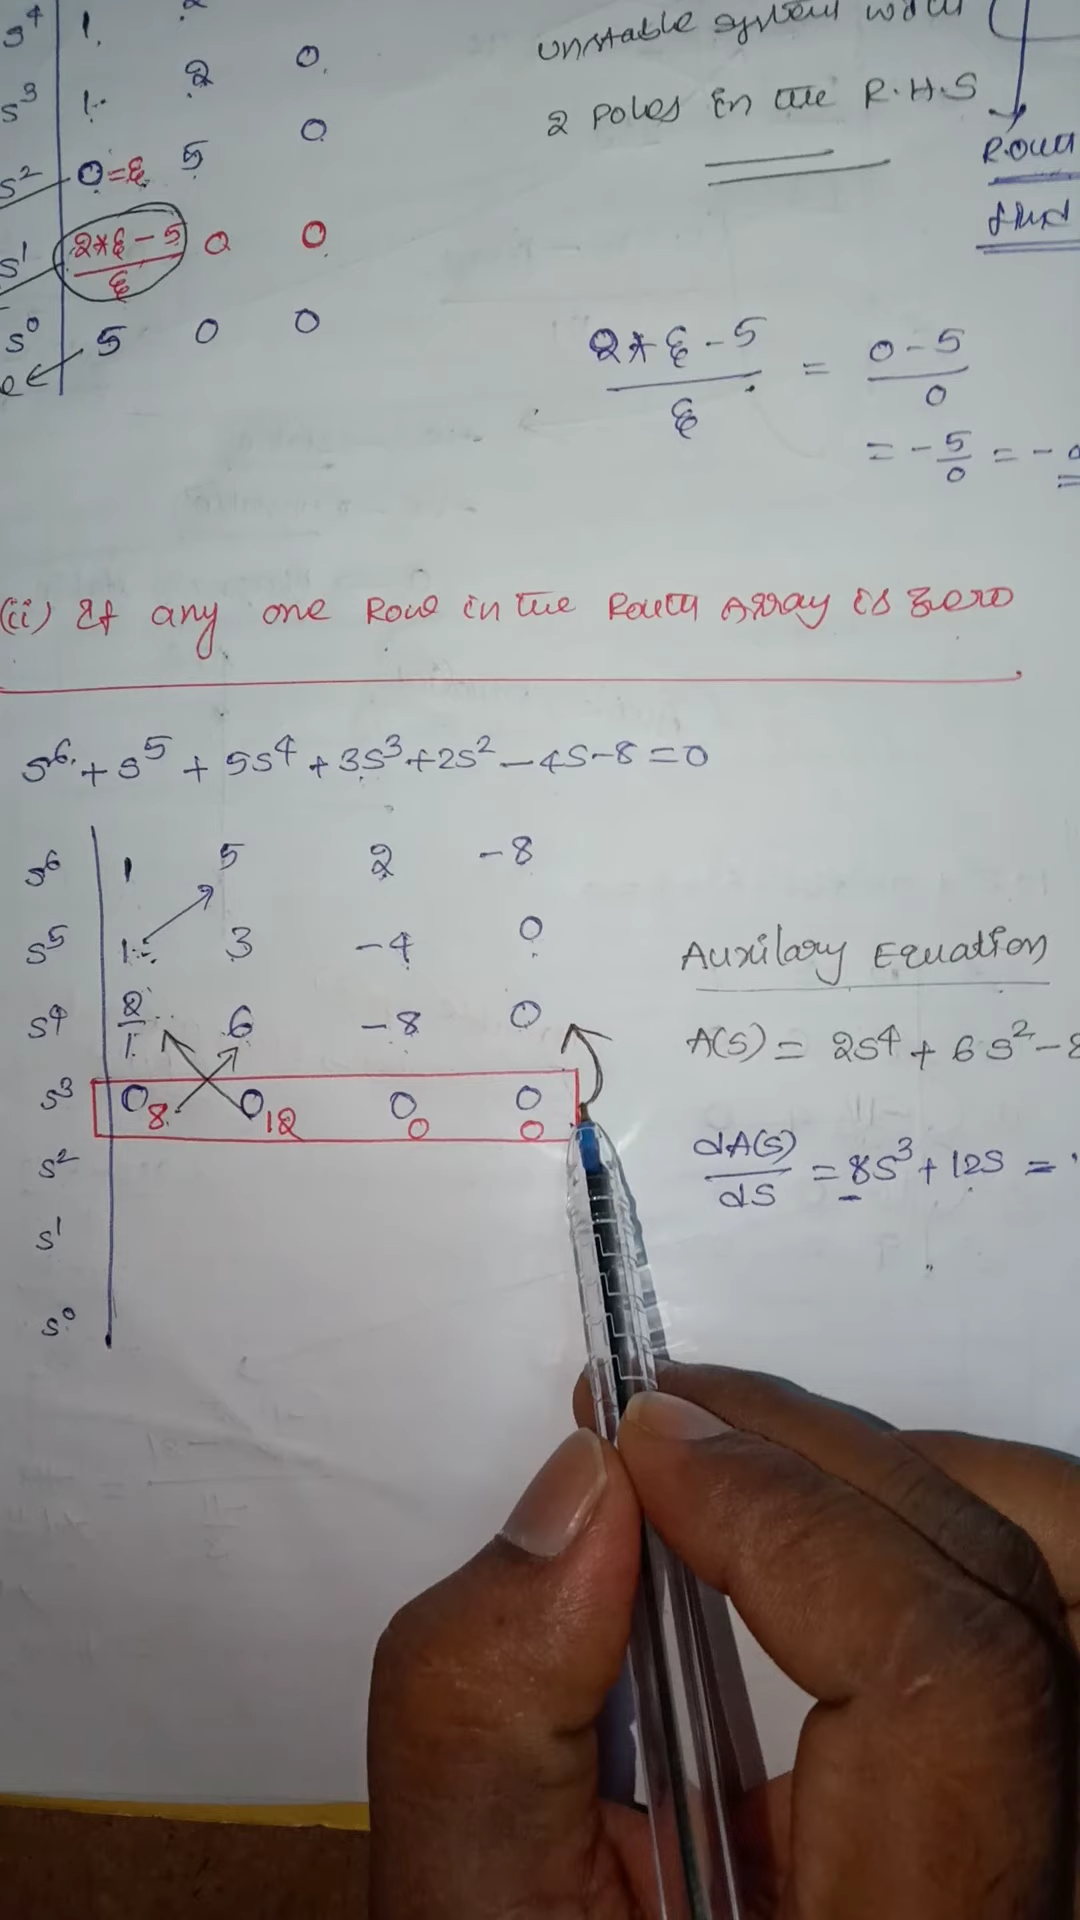 s⁴ 1
s³ 1 2 0
s² 0=ε 5 0
s¹ 2*ε-5/ε 0 0
s⁰ 5 0 0
unstable system with
2 Poles in the R.H.S
2*ε-5/ε = 0-5/0
= -5/0 = -
(ii) If any one Row in the Routh Array is zero
s⁶ + s⁵ + 5s⁴ + 3s³ + 2s² - 4s - 8 = 0
s⁶ 1 5 2 -8
s⁵ 1 3 -4 0
s⁴ 2/1 6 -8 0
s³ 0 8 0 12 0 0 0 0
s²
s¹
s⁰
Auxilary Equation
A(s) = 2s⁴ + 6s² - 8
dA(s)/ds = 8s³ + 12s =